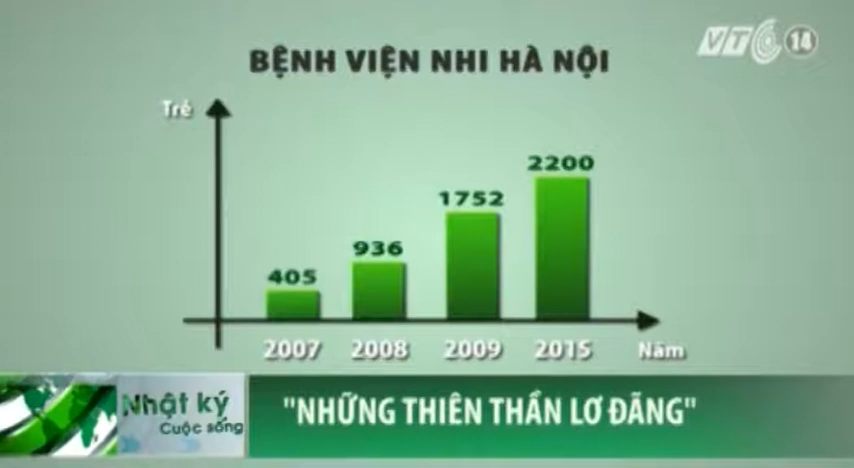 VTC 14
BỆNH VIỆN NHI HÀ NỘI
Trẻ
2200
1752
936
405
2007 2008 2009 2015 Năm
Nhật ký
Cuộc sống
"NHỮNG THIÊN THẦN LƠ ĐÃNG"